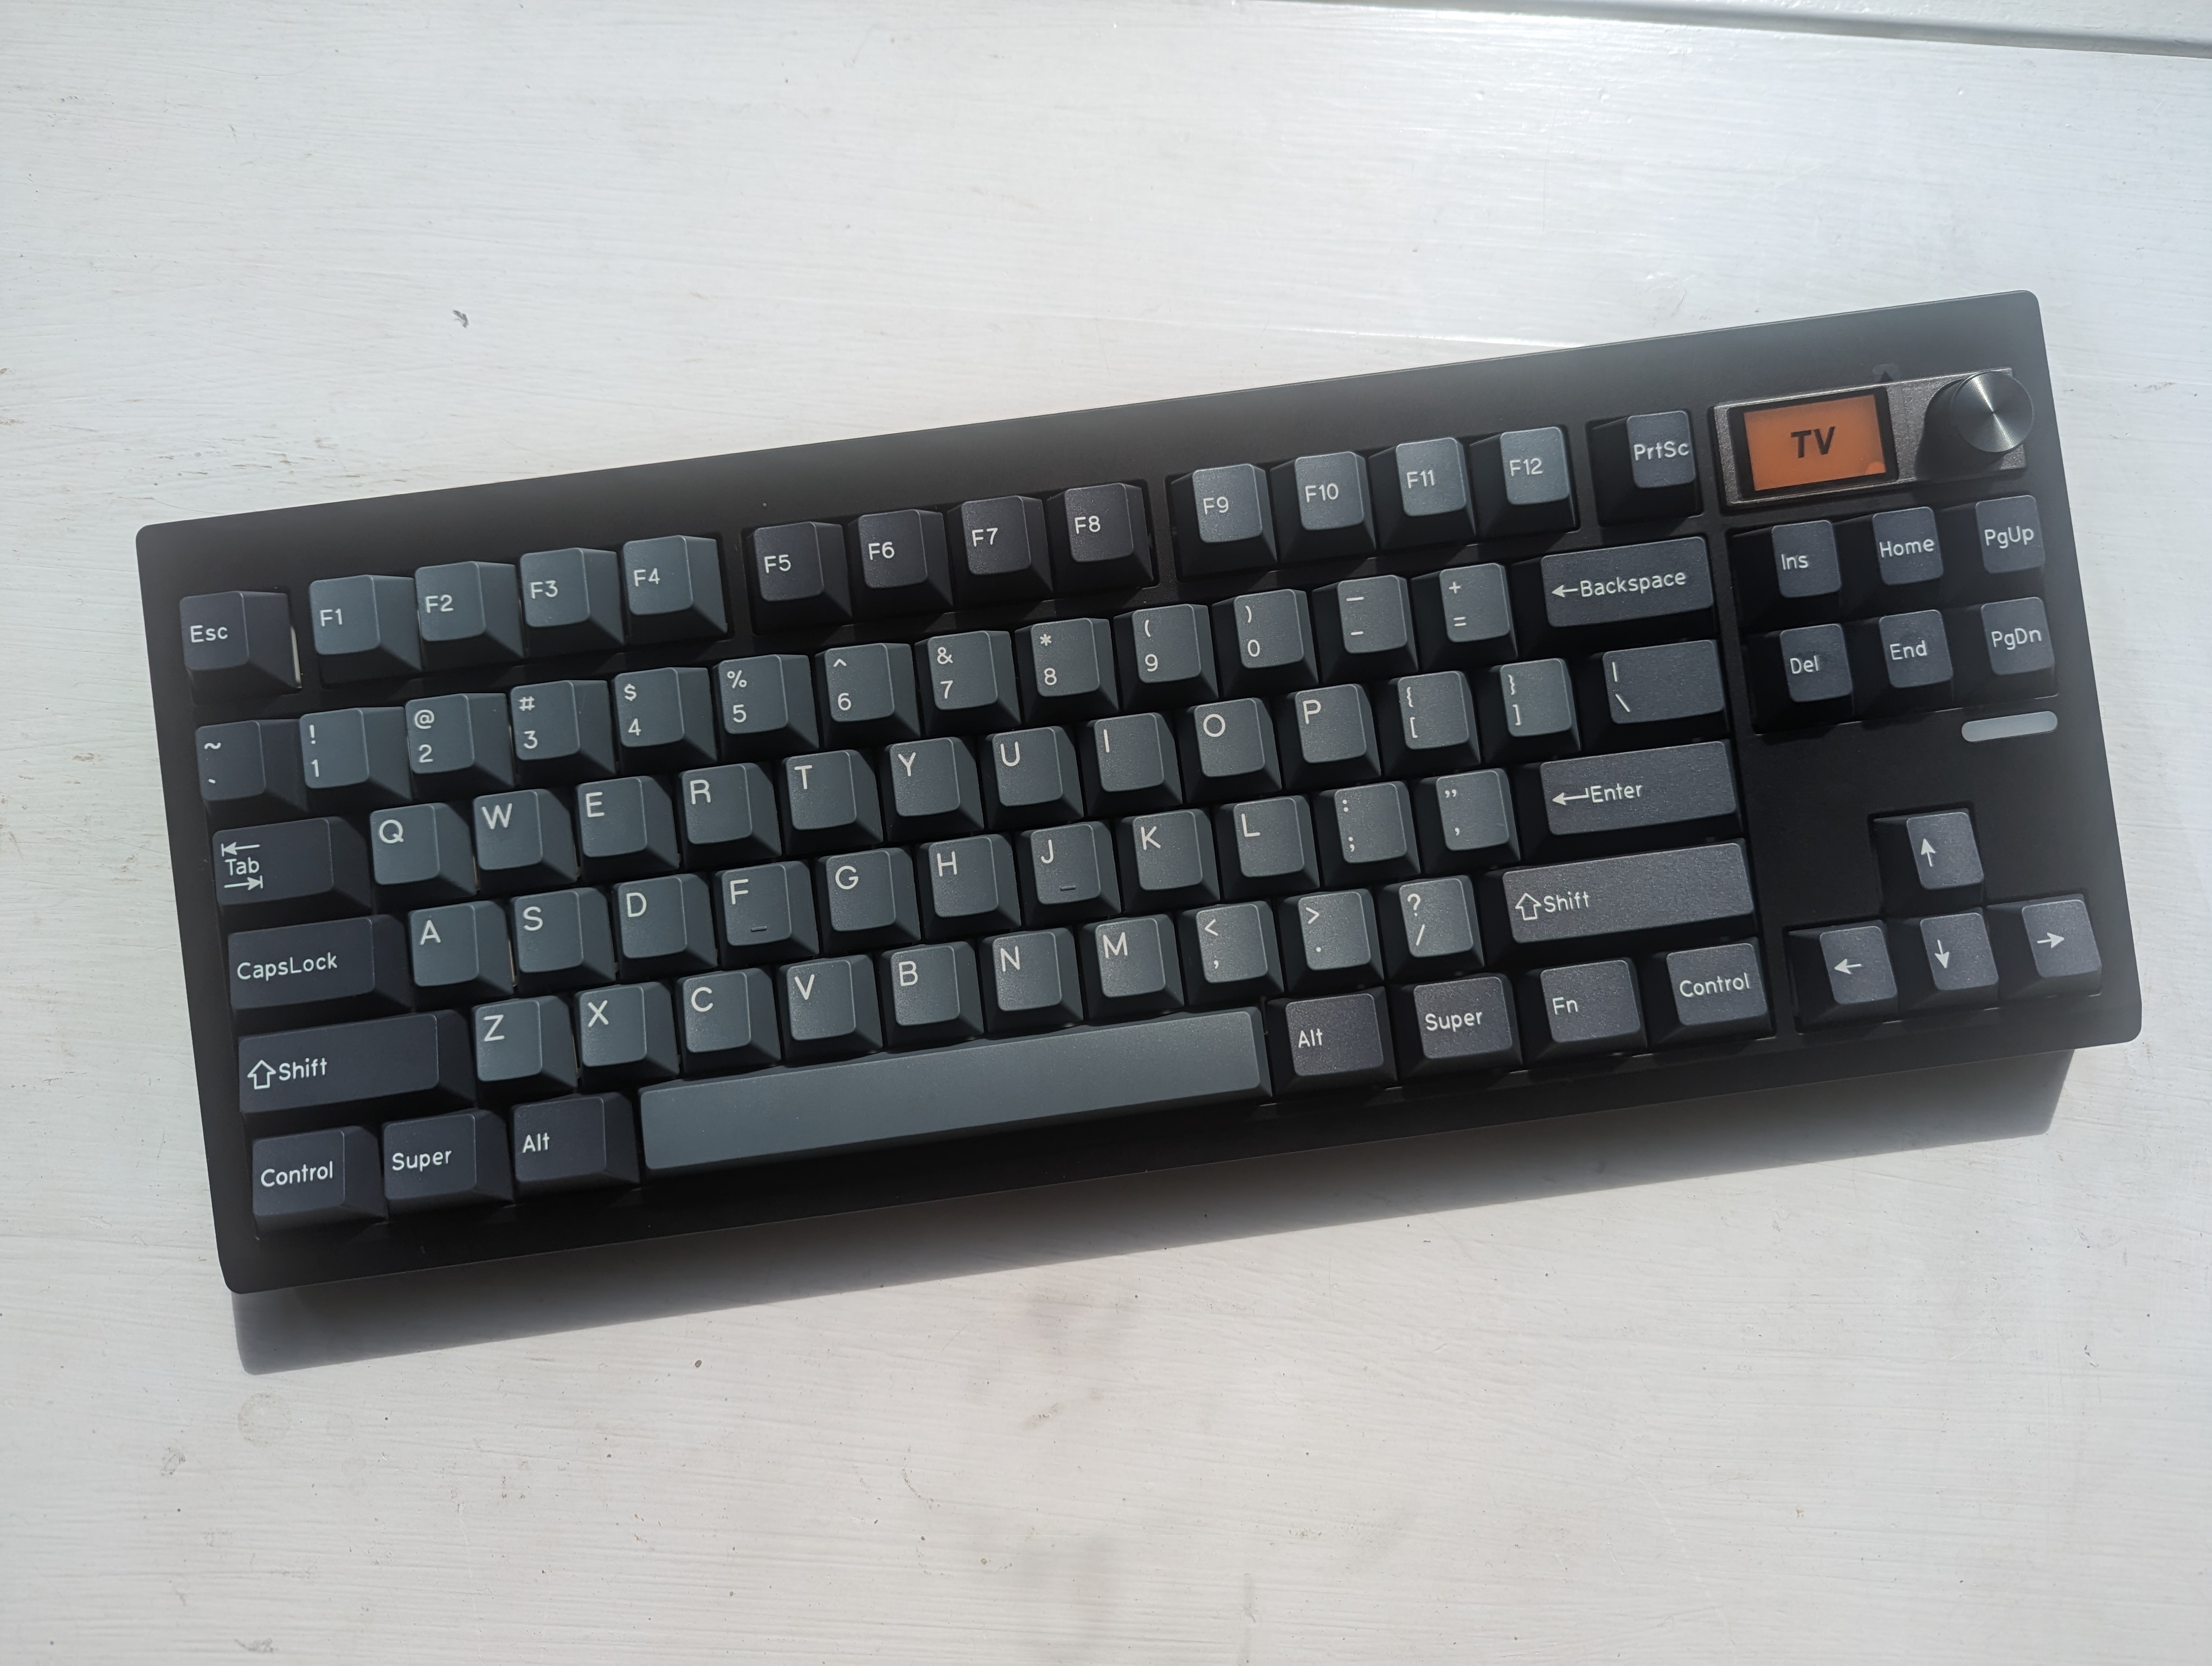 Esc F1 F2 F3 F4 F5 F6 F7 F8 F9 F10 F11 F12 PrtSc TV
~ ! @ # $ % ^ & * ( ) _ + ←Backspace Ins Home PgUp
` 1 2 3 4 5 6 7 8 9 0 - =
Tab Q W E R T Y U I O P { } | Del End PgDn
[ ] \
CapsLock A S D F G H J K L : " ←Enter
; '
⇧Shift Z X C V B N M < > ? ⇧Shift ↑
, . /
Control Super Alt Alt Super Fn Control ← ↓ →